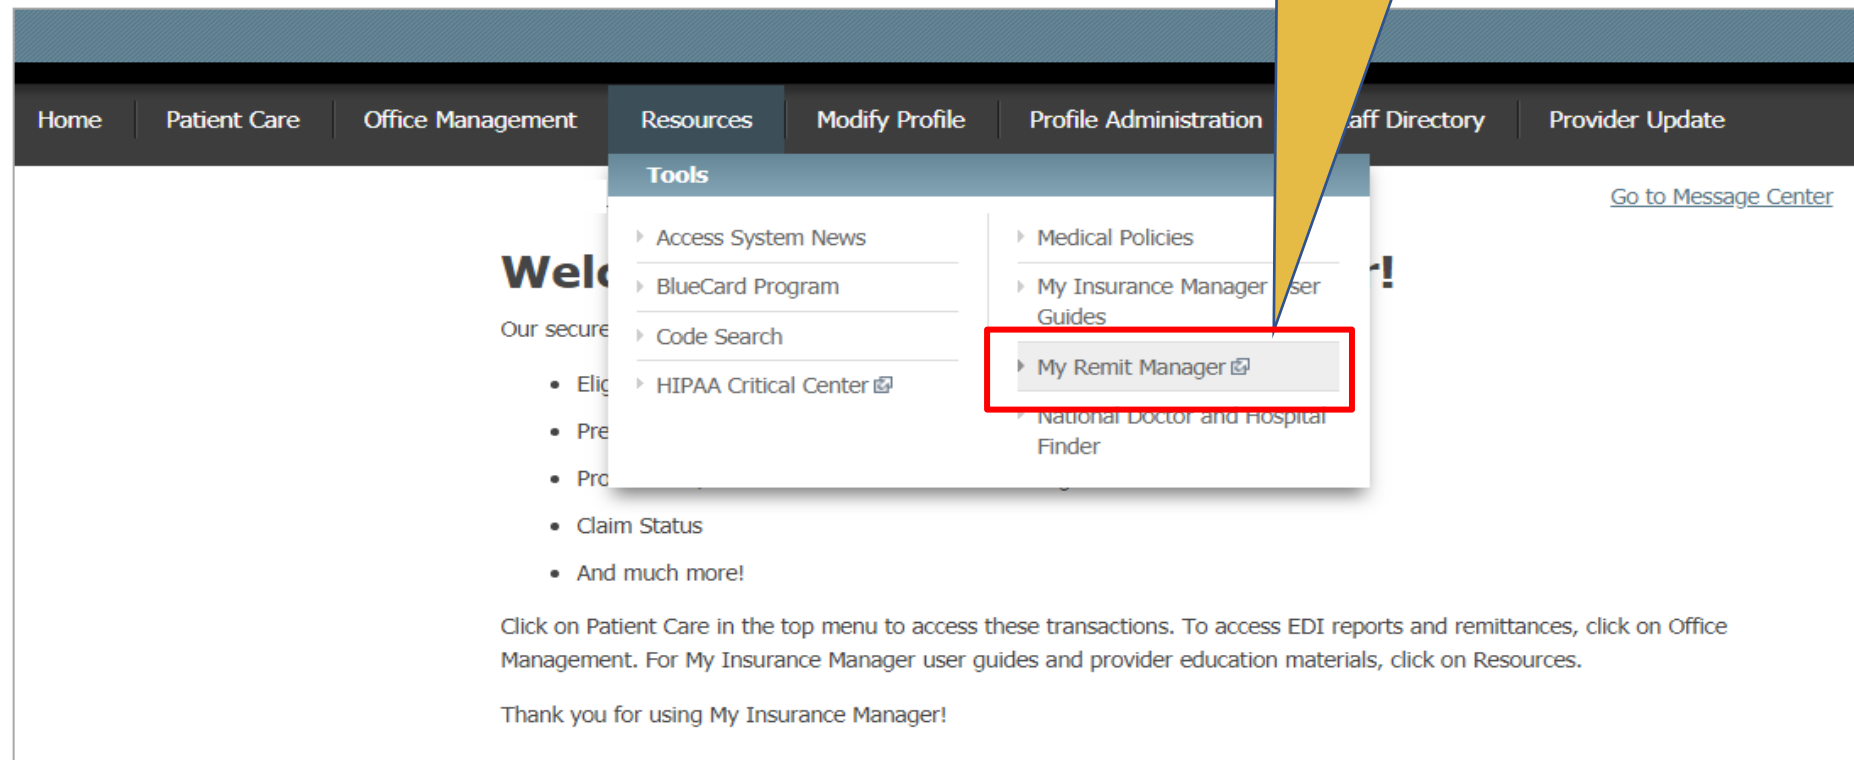 Home Patient Care Office Management Resources Modify Profile Profile Administration aff Directory Provider Update
Tools
Go to Message Center
Access System News
BlueCard Program
Code Search
HIPAA Critical Center
Medical Policies
My Insurance Manager ser
Guides
My Remit Manager
National Doctor and Hospital
Finder
Wel r!
Our secure
• Elig
• Pre
• Pro
• Claim Status
• And much more!
Click on Patient Care in the top menu to access these transactions. To access EDI reports and remittances, click on Office
Management. For My Insurance Manager user guides and provider education materials, click on Resources.
Thank you for using My Insurance Manager!